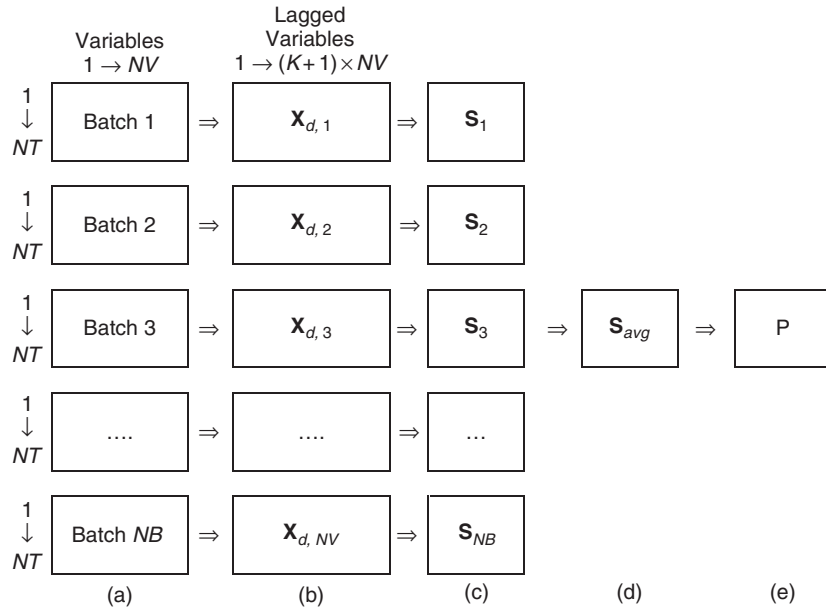 Variables
1 → NV
Lagged
Variables
1 → (K + 1) × NV
1
↓
NT
Batch 1 ⇒ X_{d, 1} ⇒ S_1
1
↓
NT
Batch 2 ⇒ X_{d, 2} ⇒ S_2
1
↓
NT
Batch 3 ⇒ X_{d, 3} ⇒ S_3 ⇒ S_{avg} ⇒ P
1
↓
NT
.... ⇒ .... ⇒ ...
1
↓
NT
Batch NB ⇒ X_{d, NV} ⇒ S_{NB}
(a) (b) (c) (d) (e)